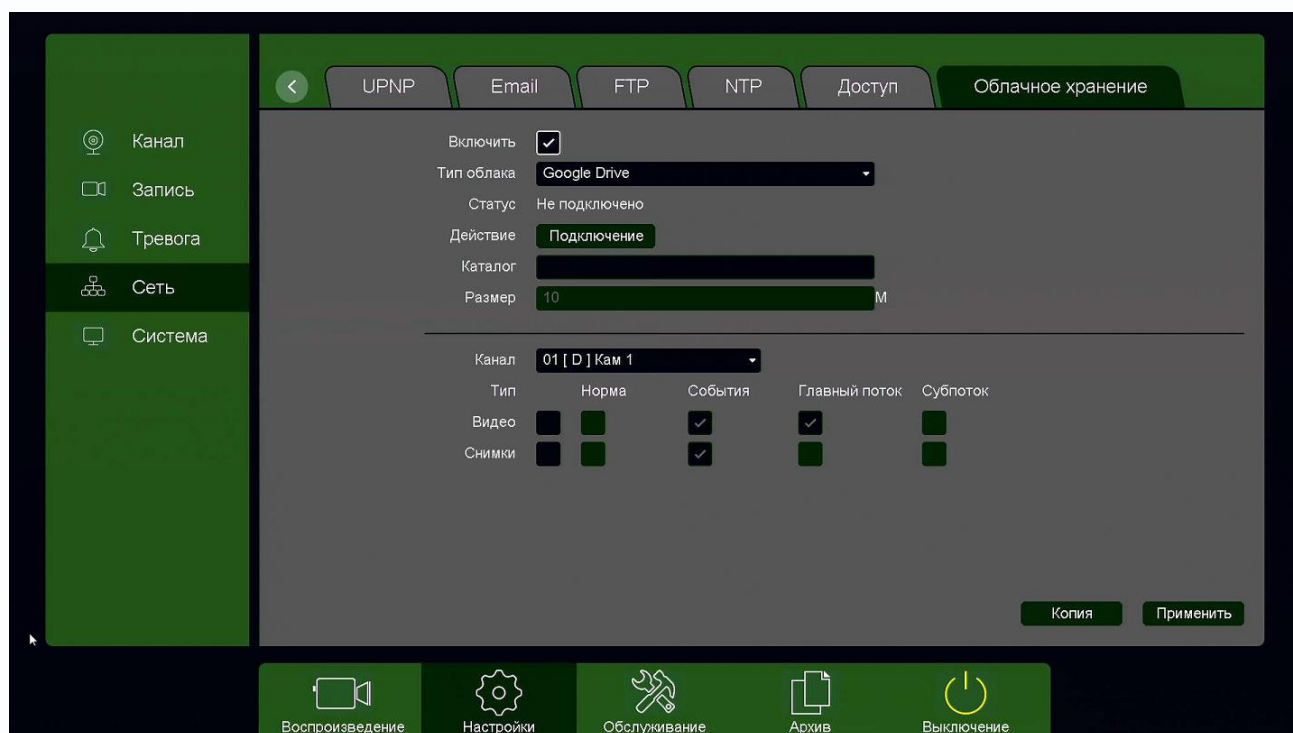 UPNP Email FTP NTP Доступ Облачное хранение
Канал
Запись
Тревога
Сеть
Система
Включить
Тип облака Google Drive
Статус Не подключено
Действие Подключение
Каталог
Размер 10 M
Канал 01 [ D ] Кам 1
Тип Норма События Главный поток Субпоток
Видео
Снимки
Копия Применить
Воспроизведение Настройки Обслуживание Архив Выключение